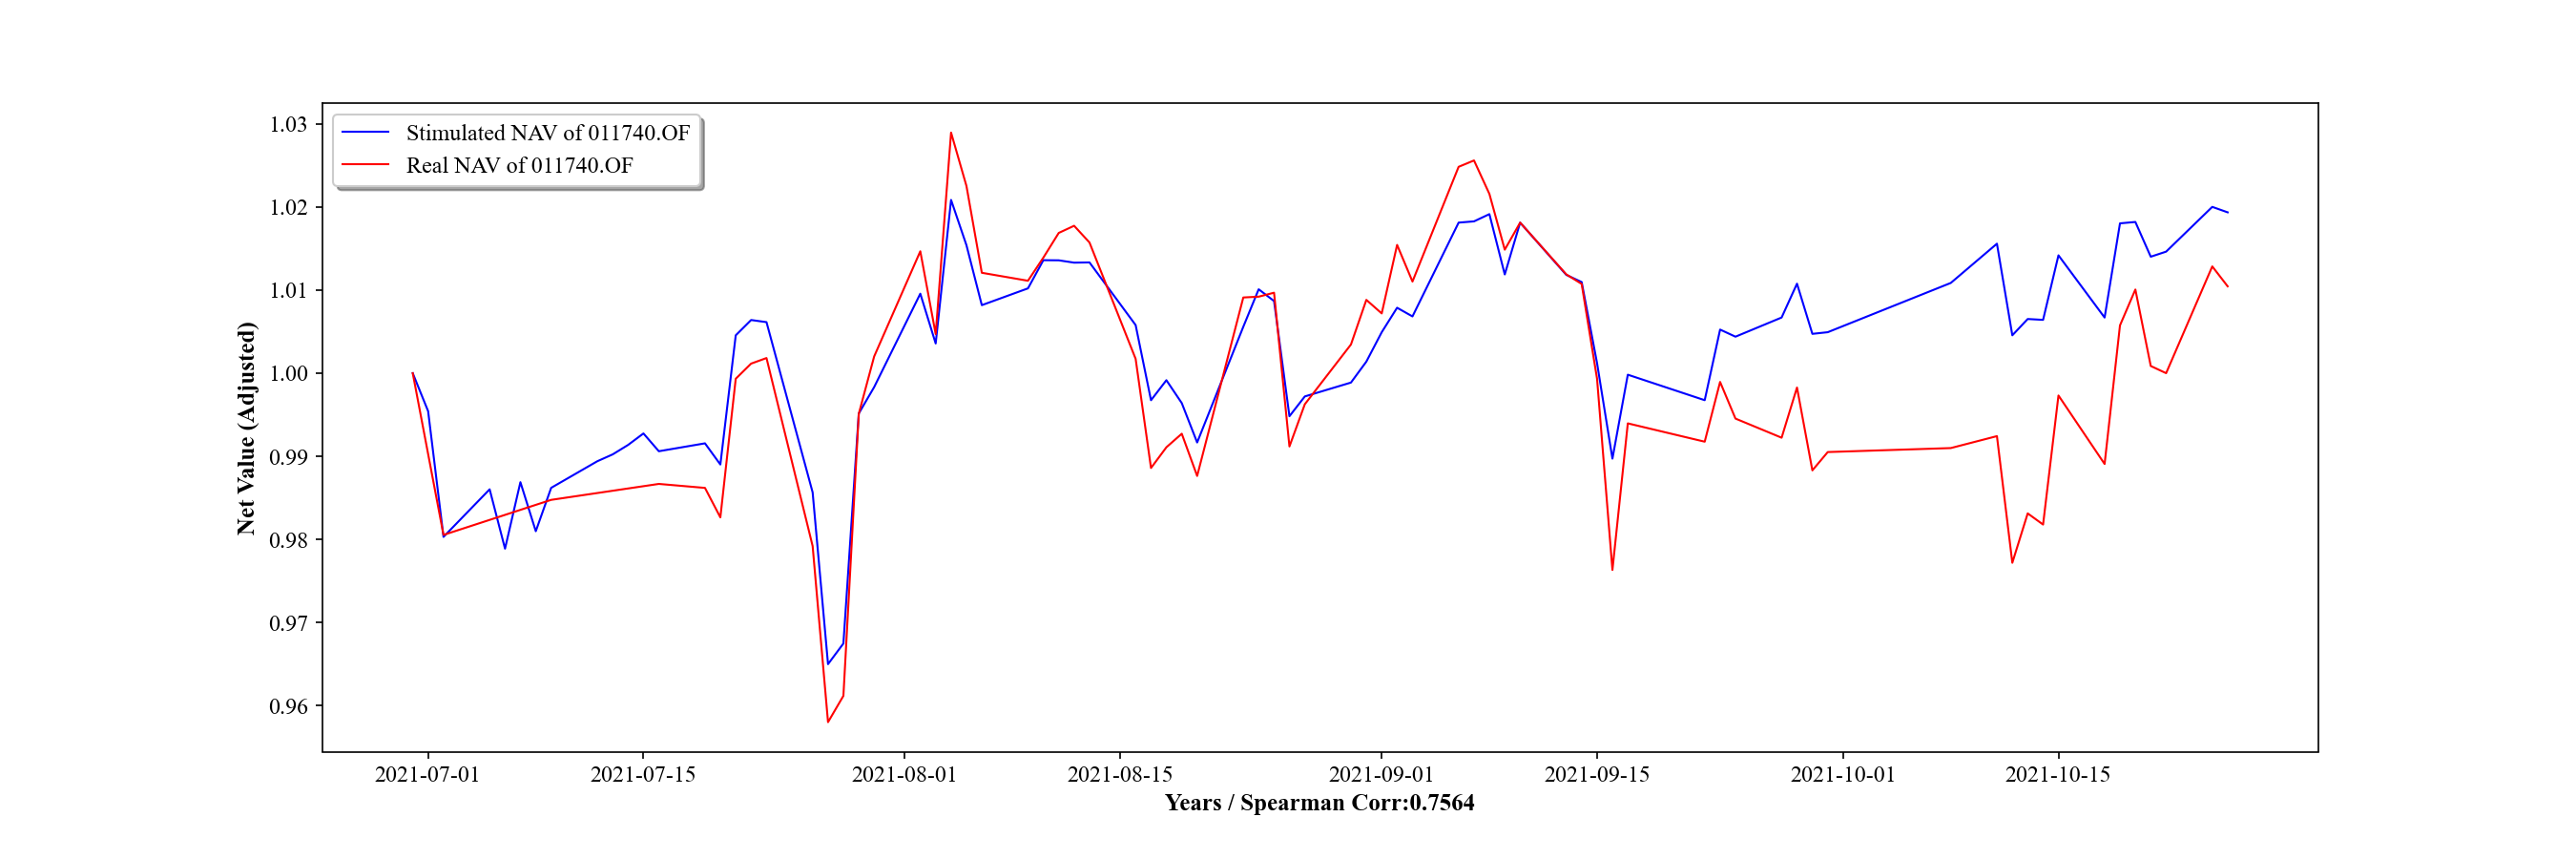 Stimulated NAV of 011740.OF
Real NAV of 011740.OF
Net Value (Adjusted)
1.03
1.02
1.01
1.00
0.99
0.98
0.97
0.96
2021-07-01 2021-07-15 2021-08-01 2021-08-15 2021-09-01 2021-09-15 2021-10-01 2021-10-15
Years / Spearman Corr:0.7564